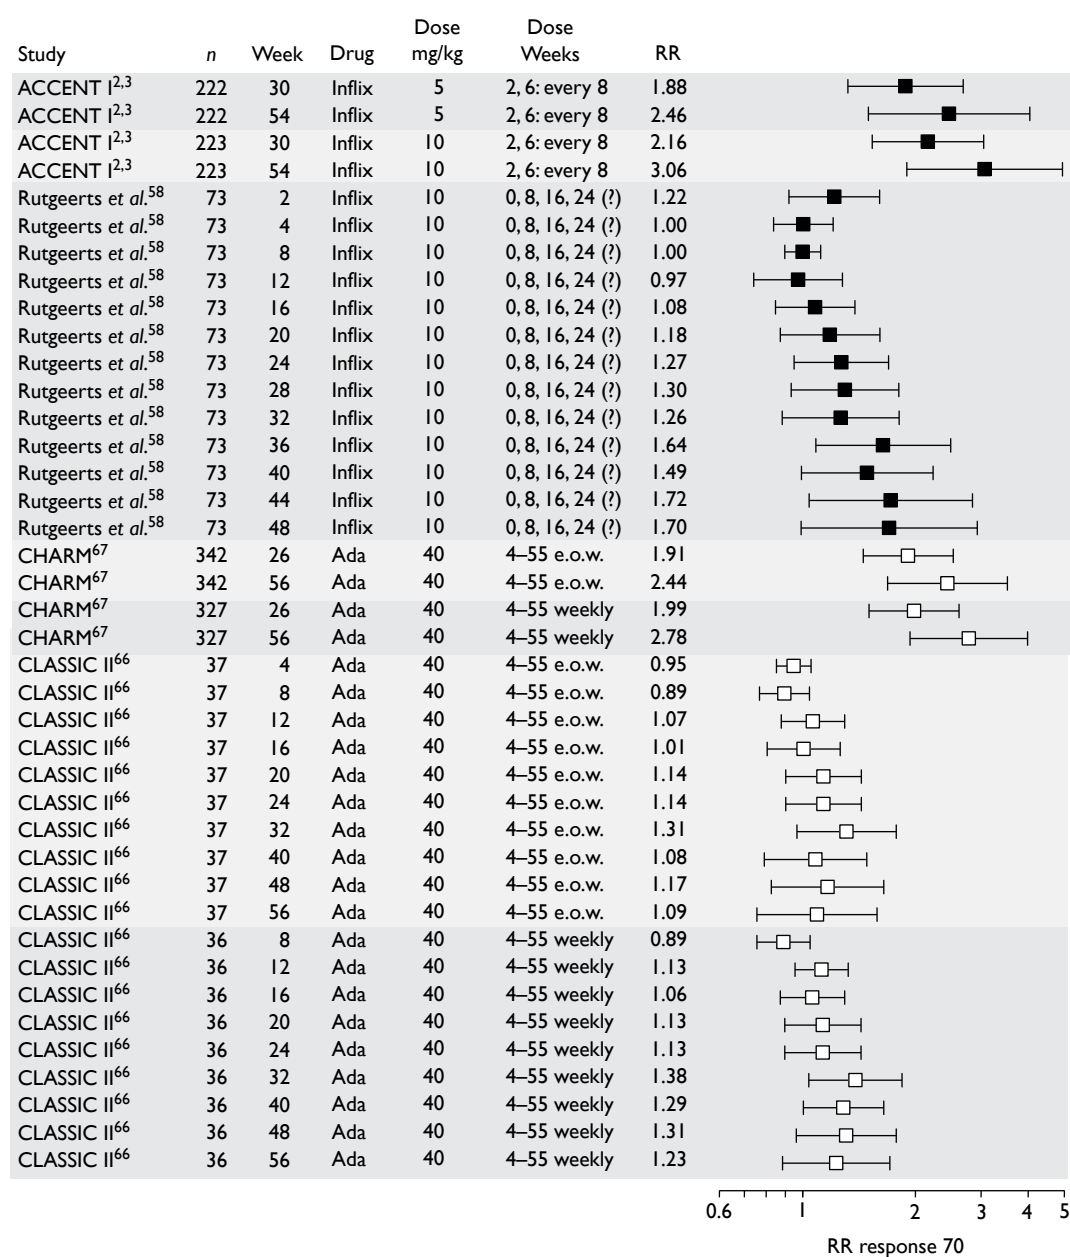 Dose Dose
Study n Week Drug mg/kg Weeks RR
ACCENT I2,3 222 30 Inflix 5 2, 6: every 8 1.88
ACCENT I2,3 222 54 Inflix 5 2, 6: every 8 2.46
ACCENT I2,3 223 30 Inflix 10 2, 6: every 8 2.16
ACCENT I2,3 223 54 Inflix 10 2, 6: every 8 3.06
Rutgeerts et al.58 73 2 Inflix 10 0, 8, 16, 24 (?) 1.22
Rutgeerts et al.58 73 4 Inflix 10 0, 8, 16, 24 (?) 1.00
Rutgeerts et al.58 73 8 Inflix 10 0, 8, 16, 24 (?) 1.00
Rutgeerts et al.58 73 12 Inflix 10 0, 8, 16, 24 (?) 0.97
Rutgeerts et al.58 73 16 Inflix 10 0, 8, 16, 24 (?) 1.08
Rutgeerts et al.58 73 20 Inflix 10 0, 8, 16, 24 (?) 1.18
Rutgeerts et al.58 73 24 Inflix 10 0, 8, 16, 24 (?) 1.27
Rutgeerts et al.58 73 28 Inflix 10 0, 8, 16, 24 (?) 1.30
Rutgeerts et al.58 73 32 Inflix 10 0, 8, 16, 24 (?) 1.26
Rutgeerts et al.58 73 36 Inflix 10 0, 8, 16, 24 (?) 1.64
Rutgeerts et al.58 73 40 Inflix 10 0, 8, 16, 24 (?) 1.49
Rutgeerts et al.58 73 44 Inflix 10 0, 8, 16, 24 (?) 1.72
Rutgeerts et al.58 73 48 Inflix 10 0, 8, 16, 24 (?) 1.70
CHARM67 342 26 Ada 40 4–55 e.o.w. 1.91
CHARM67 342 56 Ada 40 4–55 e.o.w. 2.44
CHARM67 327 26 Ada 40 4–55 weekly 1.99
CHARM67 327 56 Ada 40 4–55 weekly 2.78
CLASSIC II66 37 4 Ada 40 4–55 e.o.w. 0.95
CLASSIC II66 37 8 Ada 40 4–55 e.o.w. 0.89
CLASSIC II66 37 12 Ada 40 4–55 e.o.w. 1.07
CLASSIC II66 37 16 Ada 40 4–55 e.o.w. 1.01
CLASSIC II66 37 20 Ada 40 4–55 e.o.w. 1.14
CLASSIC II66 37 24 Ada 40 4–55 e.o.w. 1.14
CLASSIC II66 37 32 Ada 40 4–55 e.o.w. 1.31
CLASSIC II66 37 40 Ada 40 4–55 e.o.w. 1.08
CLASSIC II66 37 48 Ada 40 4–55 e.o.w. 1.17
CLASSIC II66 37 56 Ada 40 4–55 e.o.w. 1.09
CLASSIC II66 36 8 Ada 40 4–55 weekly 0.89
CLASSIC II66 36 12 Ada 40 4–55 weekly 1.13
CLASSIC II66 36 16 Ada 40 4–55 weekly 1.06
CLASSIC II66 36 20 Ada 40 4–55 weekly 1.13
CLASSIC II66 36 24 Ada 40 4–55 weekly 1.13
CLASSIC II66 36 32 Ada 40 4–55 weekly 1.38
CLASSIC II66 36 40 Ada 40 4–55 weekly 1.29
CLASSIC II66 36 48 Ada 40 4–55 weekly 1.31
CLASSIC II66 36 56 Ada 40 4–55 weekly 1.23
0.6 1 2 3 4 5
RR response 70